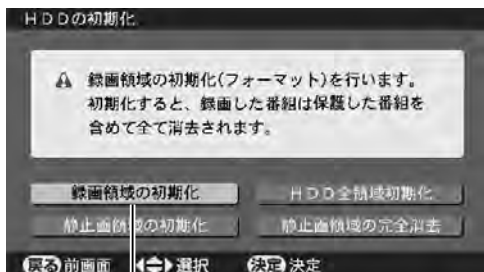 HDDの初期化
⚠ 録画領域の初期化(フォーマット)を行います。
初期化すると、録画した番組は保護した番組を
含めて全て消去されます。
録画領域の初期化 HDD全領域初期化
静止画領域の初期化 静止画領域の完全消去
戻る 前画面 選択 決定 決定